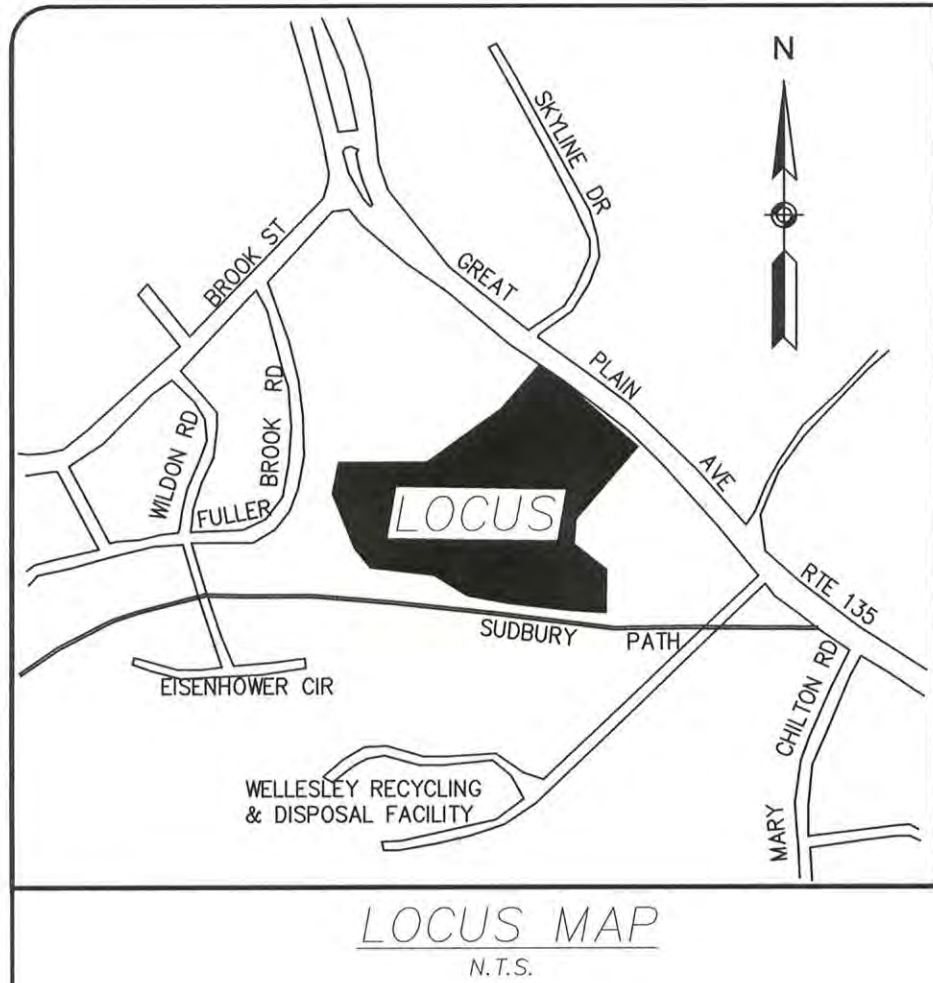 N
SKYLINE DR
BROOK ST
GREAT
PLAIN
AVE
RTE 135
WILDON RD
FULLER
BROOK RD
LOCUS
SUDBURY PATH
EISENHOWER CIR
MARY
CHILTON RD
WELLESLEY RECYCLING
& DISPOSAL FACILITY
LOCUS MAP
N.T.S.